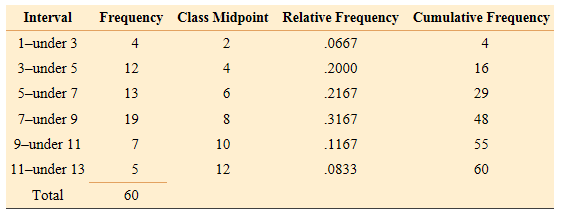 Interval Frequency Class Midpoint Relative Frequency Cumulative Frequency
1–under 3 4 2 .0667 4
3–under 5 12 4 .2000 16
5–under 7 13 6 .2167 29
7–under 9 19 8 .3167 48
9–under 11 7 10 .1167 55
11–under 13 5 12 .0833 60
Total 60